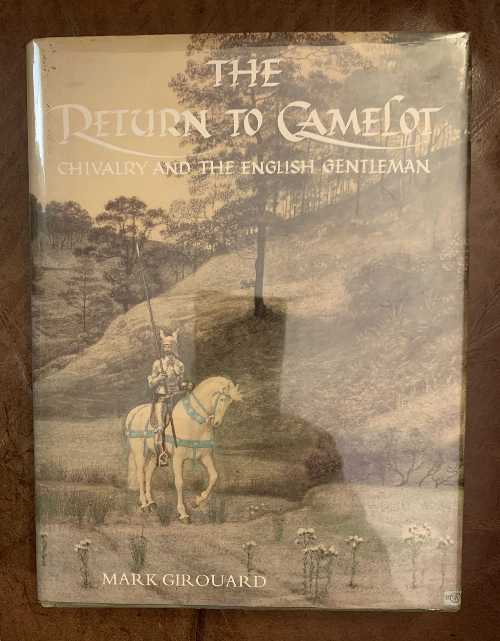 THE
RETURN TO CAMELOT
CHIVALRY AND THE ENGLISH GENTLEMAN
MARK GIROUARD